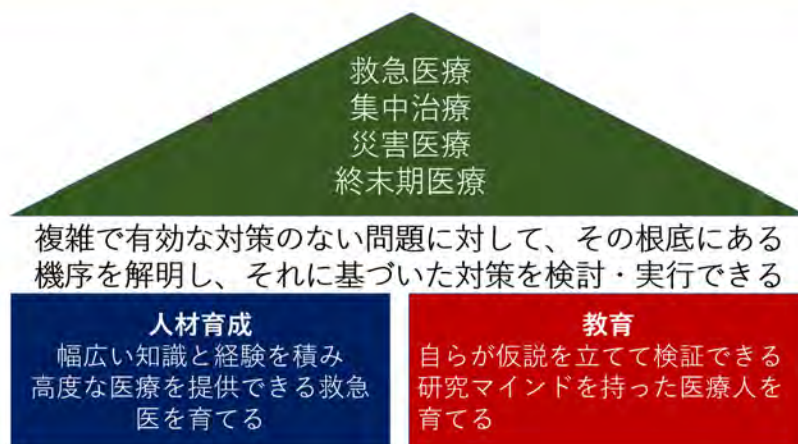 救急医療
集中治療
災害医療
終末期医療
複雑で有効な対策のない問題に対して、その根底にある
機序を解明し、それに基づいた対策を検討・実行できる
人材育成
幅広い知識と経験を積み
高度な医療を提供できる救急
医を育てる
教育
自らが仮説を立てて検証できる
研究マインドを持った医療人を
育てる